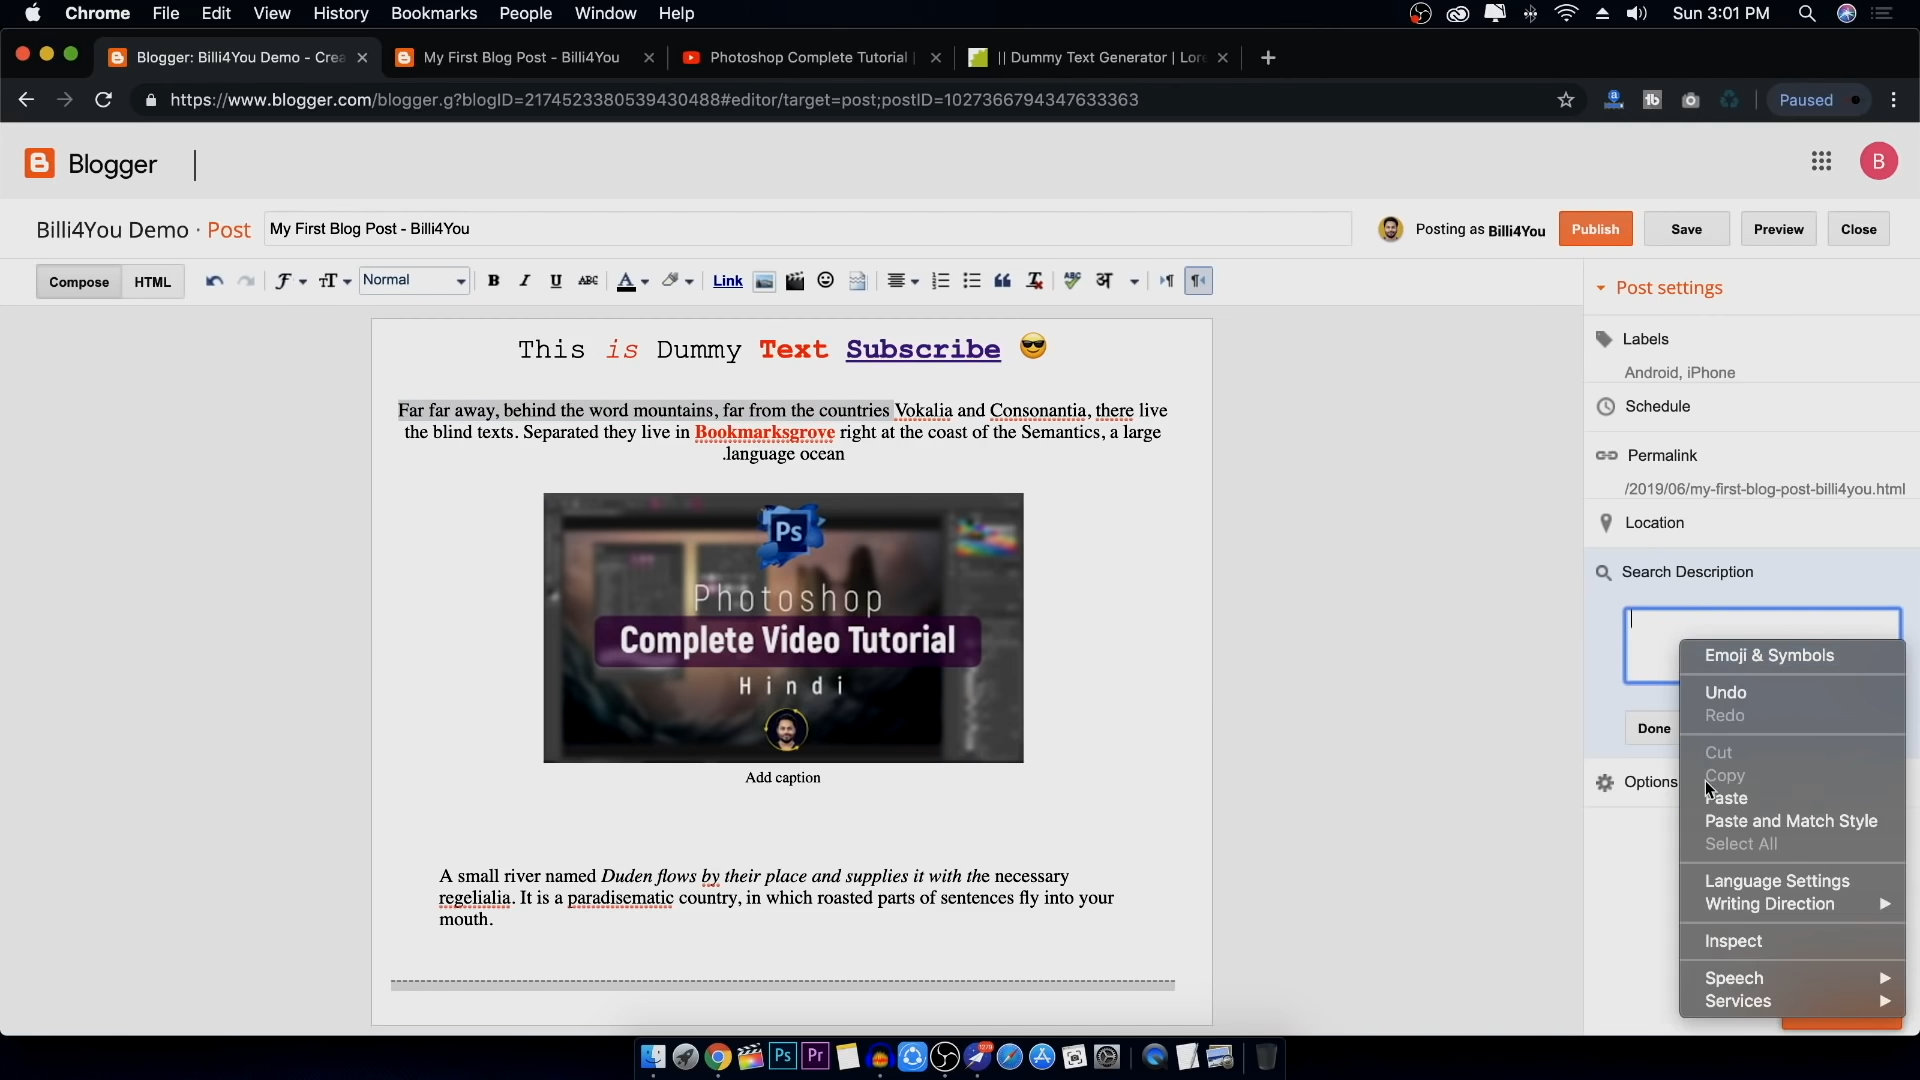 Chrome File Edit View History Bookmarks People Window Help Sun 3:01 PM
Blogger: Billi4You Demo - Crea My First Blog Post - Billi4You Photoshop Complete Tutorial | || Dummy Text Generator | Lore
https://www.blogger.com/blogger.g?blogID=2174523380539430488#editor/target=post;postID=1027366794347633363 Paused
Blogger B
Billi4You Demo · Post My First Blog Post - Billi4You Posting as Billi4You Publish Save Preview Close
Compose HTML Normal B I U ABC A Link ABC अ
Post settings
Labels
Android, iPhone
Schedule
Permalink
/2019/06/my-first-blog-post-billi4you.html
Location
Search Description
Done
Options
This is Dummy Text Subscribe 😎
Far far away, behind the word mountains, far from the countries Vokalia and Consonantia, there live
the blind texts. Separated they live in Bookmarksgrove right at the coast of the Semantics, a large
.language ocean
Ps
Photoshop
Complete Video Tutorial
Hindi
Add caption
A small river named Duden flows by their place and supplies it with the necessary
regelialia. It is a paradisematic country, in which roasted parts of sentences fly into your
mouth.
Emoji & Symbols
Undo
Redo
Cut
Copy
Paste
Paste and Match Style
Select All
Language Settings
Writing Direction
Inspect
Speech
Services
Ps Pr